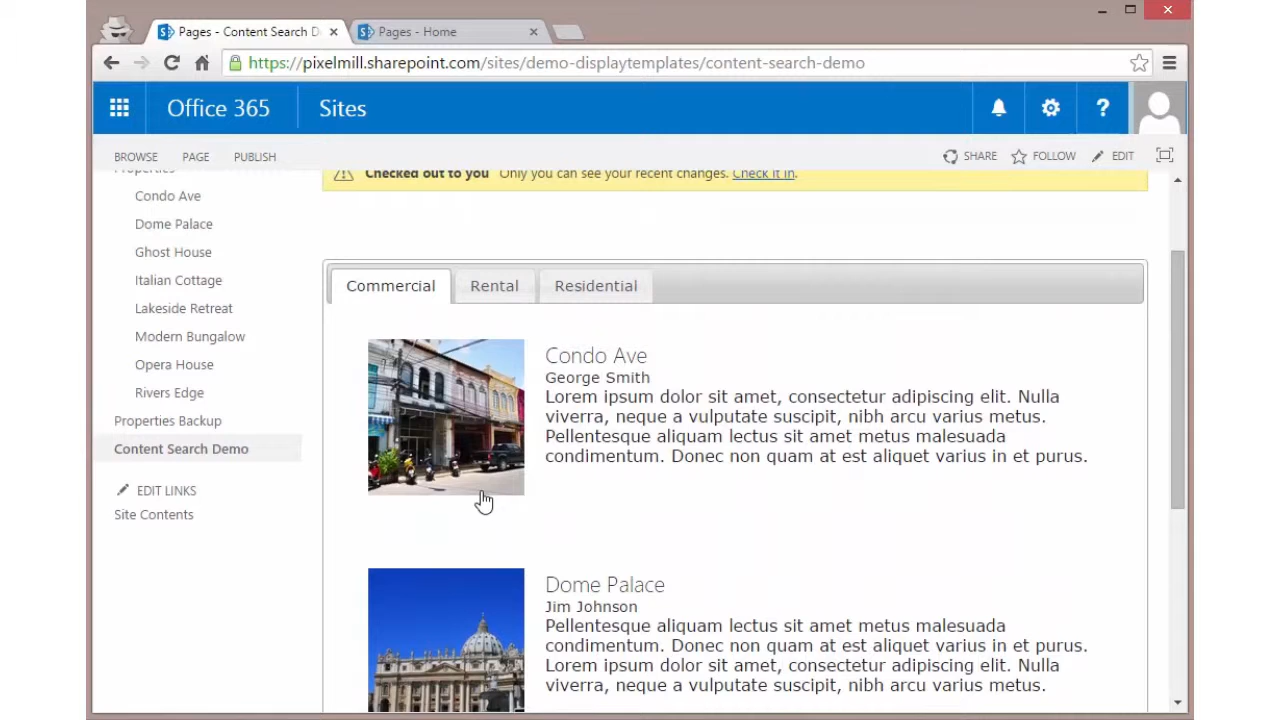 Pages - Content Search D
Pages - Home
https://pixelmill.sharepoint.com/sites/demo-displaytemplates/content-search-demo
Office 365
Sites
BROWSE
PAGE
PUBLISH
SHARE
FOLLOW
EDIT
Properties
Condo Ave
Dome Palace
Ghost House
Italian Cottage
Lakeside Retreat
Modern Bungalow
Opera House
Rivers Edge
Properties Backup
Content Search Demo
EDIT LINKS
Site Contents
Checked out to you Only you can see your recent changes. Check it in.
Commercial
Rental
Residential
Condo Ave
George Smith
Lorem ipsum dolor sit amet, consectetur adipiscing elit. Nulla
viverra, neque a vulputate suscipit, nibh arcu varius metus.
Pellentesque aliquam lectus sit amet metus malesuada
condimentum. Donec non quam at est aliquet varius in et purus.
Dome Palace
Jim Johnson
Pellentesque aliquam lectus sit amet metus malesuada
condimentum. Donec non quam at est aliquet varius in et purus.
Lorem ipsum dolor sit amet, consectetur adipiscing elit. Nulla
viverra, neque a vulputate suscipit, nibh arcu varius metus.